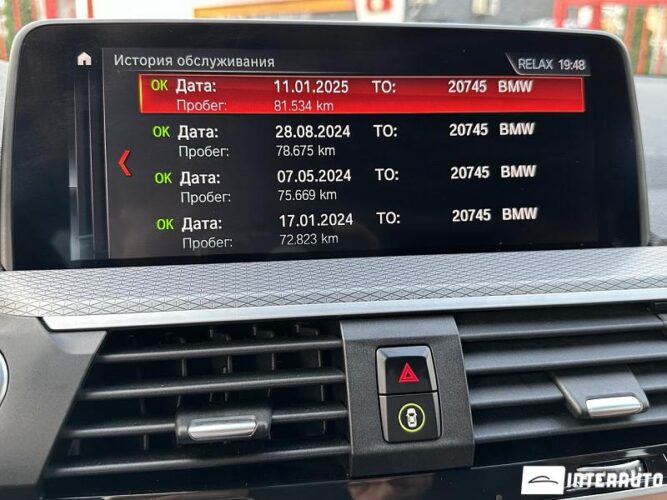 История обслуживания
RELAX 19:48
OK Дата: 11.01.2025 ТО: 20745 BMW
Пробег: 81.534 km
OK Дата: 28.08.2024 ТО: 20745 BMW
Пробег: 78.675 km
OK Дата: 07.05.2024 ТО: 20745 BMW
Пробег: 75.669 km
OK Дата: 17.01.2024 ТО: 20745 BMW
Пробег: 72.823 km
INTERAUTO